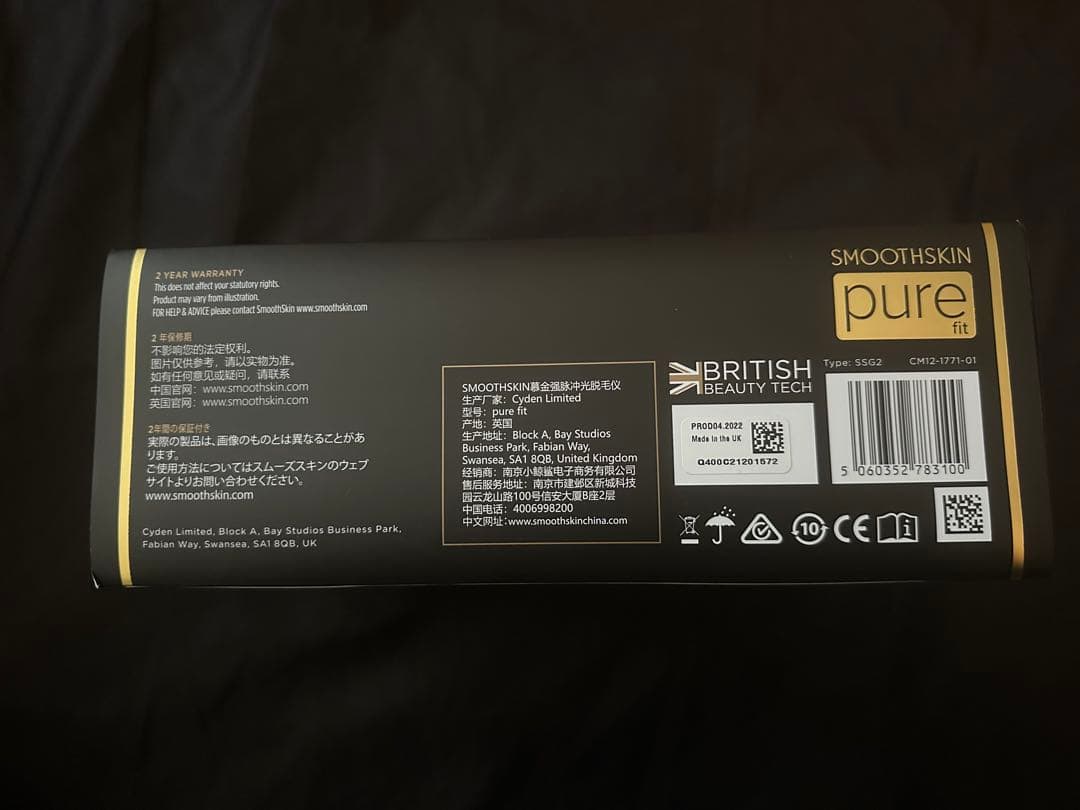 2 YEAR WARRANTY
This does not affect your statutory rights.
Product may vary from illustration.
FOR HELP & ADVICE please contact SmoothSkin www.smoothskin.com
2 年保修期
不影响您的法定权利。
图片仅供参考，请以实物为准。
如有任何意见或疑问，请联系
中国官网：www.smoothskin.com
英国官网：www.smoothskin.com
2年間の保証付き
実際の製品は、画像のものとは異なることがあ
ります。
ご使用方法についてはスムーズスキンのウェブ
サイトよりお問い合わせください。
www.smoothskin.com
Cyden Limited, Block A, Bay Studios Business Park,
Fabian Way, Swansea, SA1 8QB, UK
SMOOTHSKIN慕金强脉冲光脱毛仪
生产厂家：Cyden Limited
型号：pure fit
产地：英国
生产地址：Block A, Bay Studios
Business Park, Fabian Way,
Swansea, SA1 8QB, United Kingdom
经销商：南京小鲸鲨电子商务有限公司
售后服务地址：南京市建邺区新城科技
园云龙山路100号信安大厦B座2层
中国电话：4006998200
中文网址：www.smoothskinchina.com
SMOOTHSKIN
pure
fit
BRITISH
BEAUTY TECH
Type: SSG2 CM12-1771-01
PROD04.2022
Made in the UK
Q400C21201572
5 060352 783100
10
CE
i